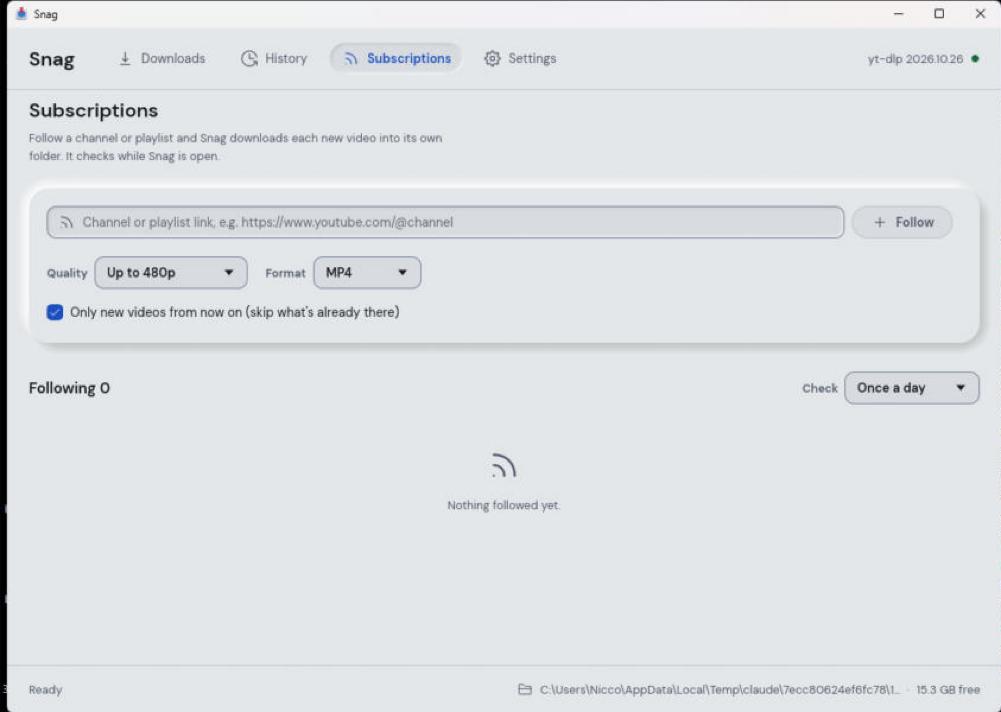 Snag
Snag
Downloads
History
Subscriptions
Settings
yt-dlp 2026.10.26
Subscriptions
Follow a channel or playlist and Snag downloads each new video into its own
folder. It checks while Snag is open.
Channel or playlist link, e.g. https://www.youtube.com/@channel
+ Follow
Quality
Up to 480p
Format
MP4
Only new videos from now on (skip what's already there)
Following 0
Check
Once a day
Nothing followed yet.
Ready
C:\Users\Nicco\AppData\Local\Temp\claude\7ecc80624ef6fc78\1... · 15.3 GB free